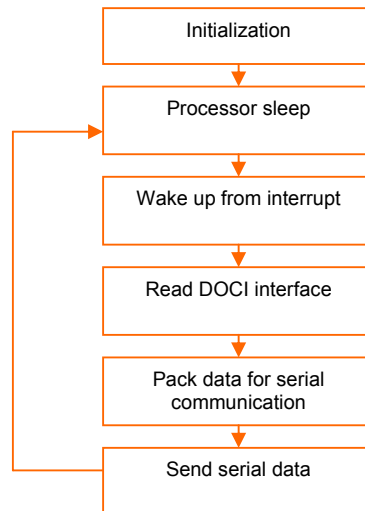 Initialization
Processor sleep
Wake up from interrupt
Read DOCI interface
Pack data for serial
communication
Send serial data